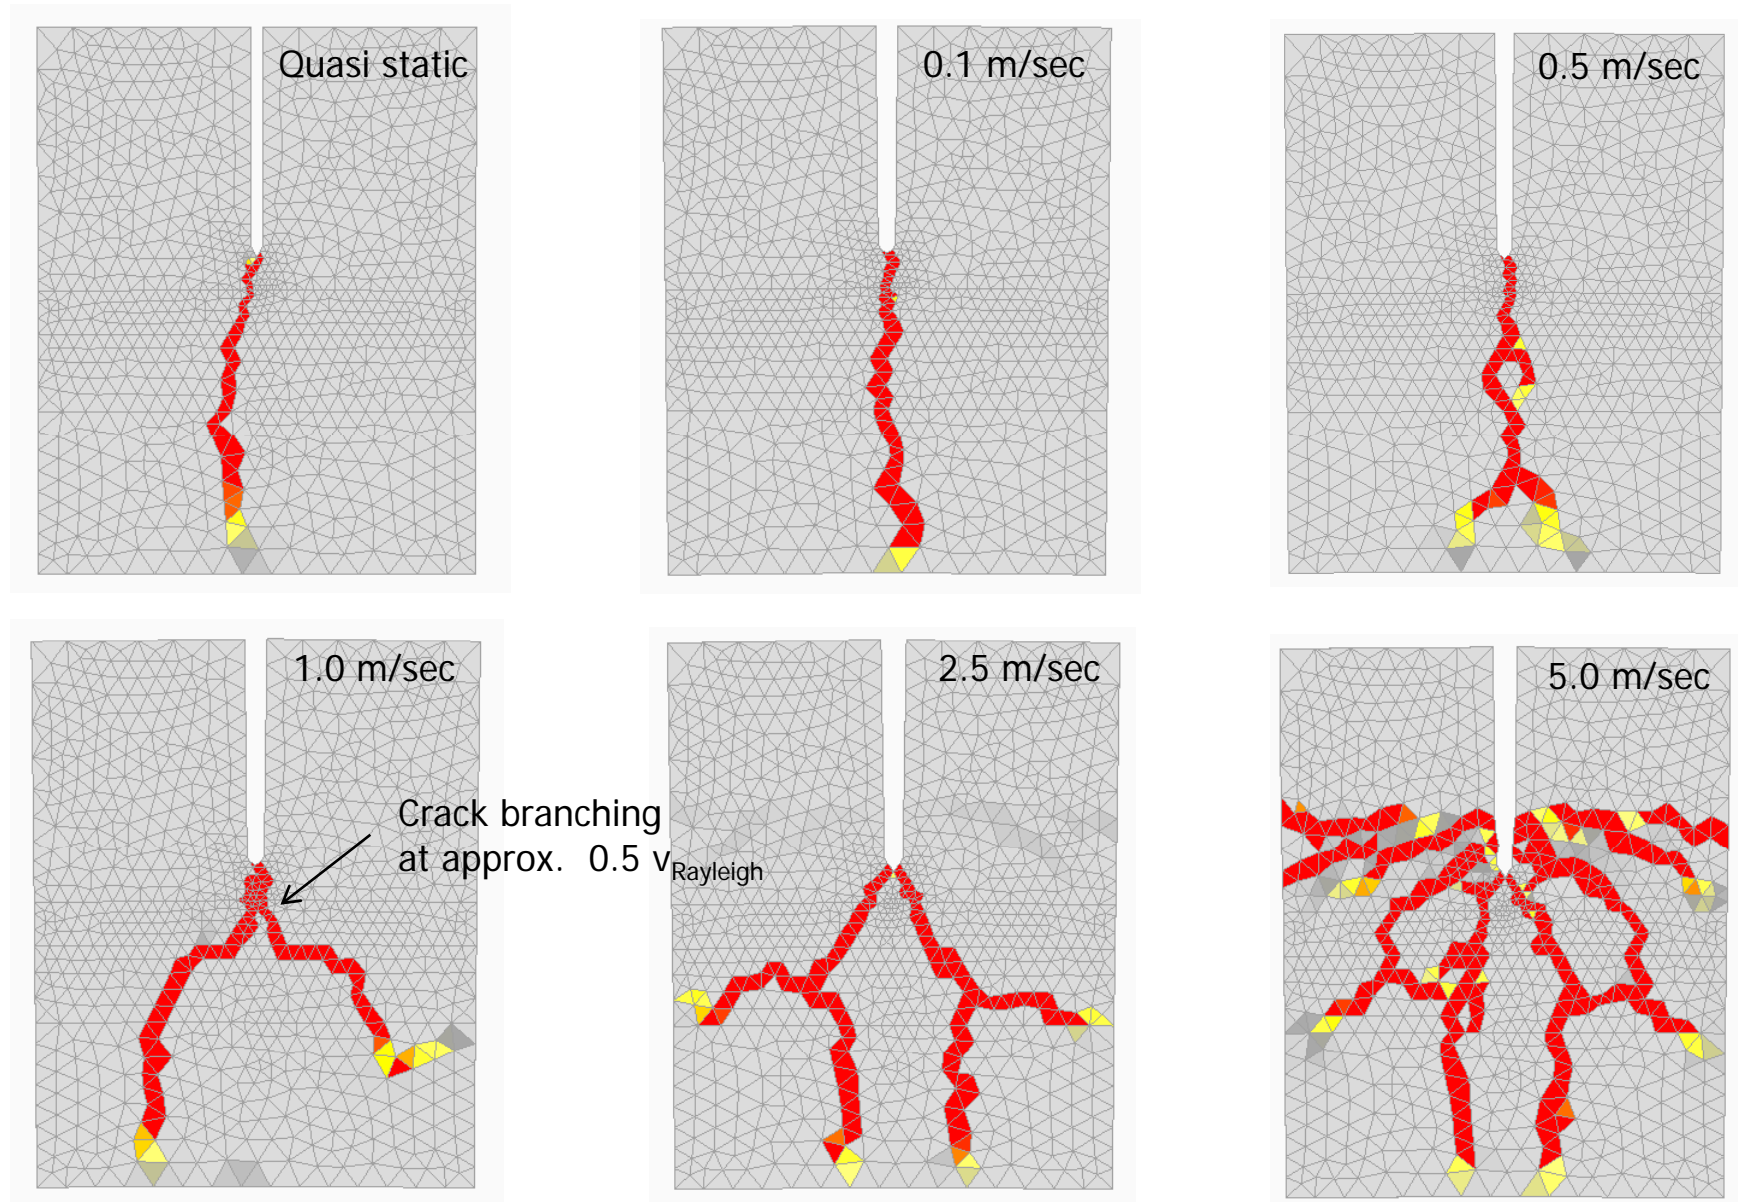 Quasi static
0.1 m/sec
0.5 m/sec
1.0 m/sec
2.5 m/sec
5.0 m/sec
Crack branching
at approx. 0.5 vRayleigh